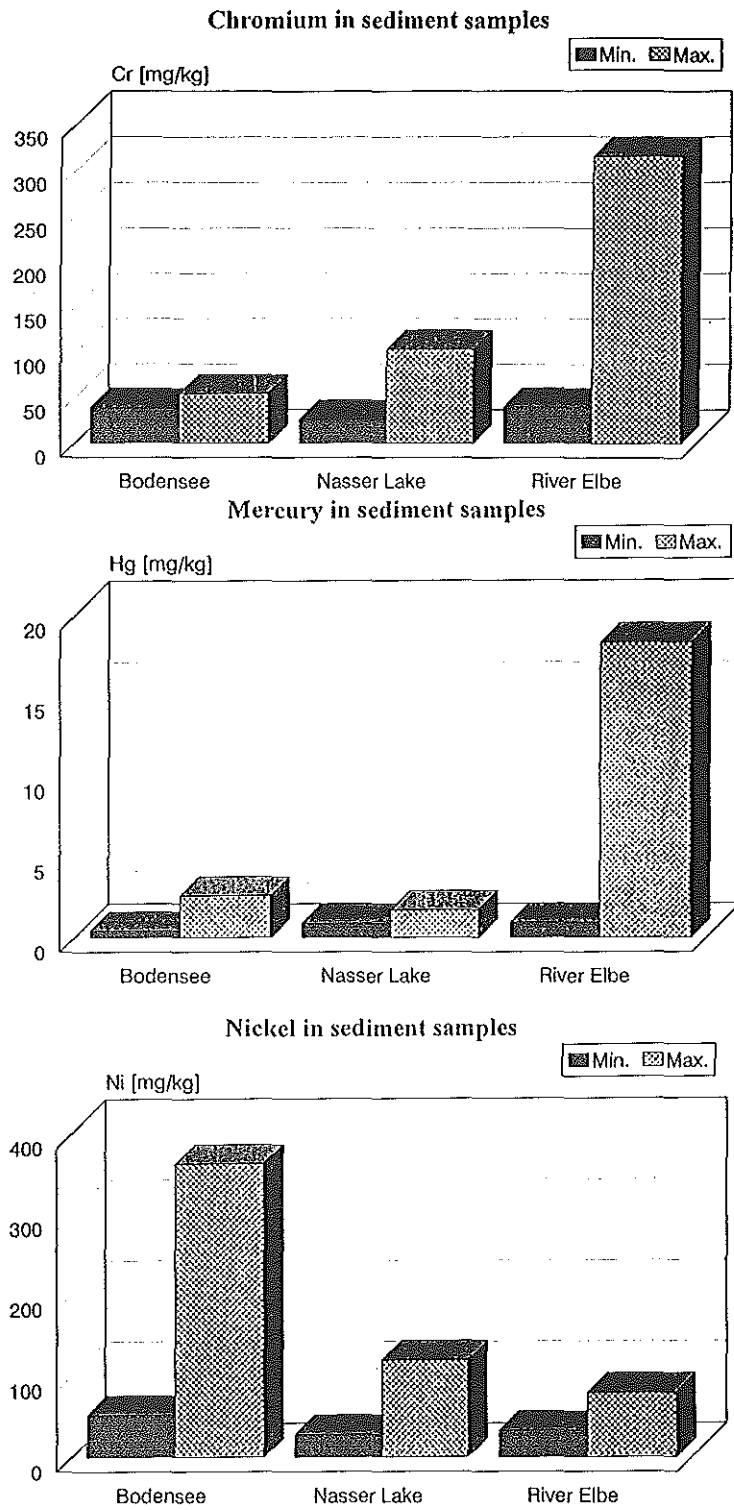 Chromium in sediment samples
Min. Max.
Cr [mg/kg]
350
300
250
200
150
100
50
0
Bodensee Nasser Lake River Elbe
Mercury in sediment samples
Min. Max.
Hg [mg/kg]
20
15
10
5
0
Bodensee Nasser Lake River Elbe
Nickel in sediment samples
Min. Max.
Ni [mg/kg]
400
300
200
100
0
Bodensee Nasser Lake River Elbe